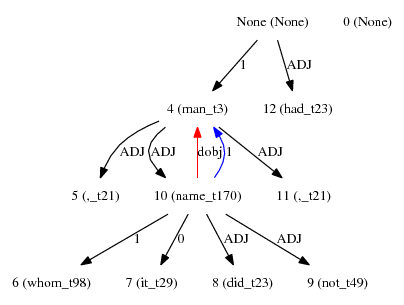 None (None) 0 (None)
1 ADJ
4 (man_t3) 12 (had_t23)
ADJ ADJ dobj 1 ADJ
5 (,_t21) 10 (name_t170) 11 (,_t21)
1 0 ADJ ADJ
6 (whom_t98) 7 (it_t29) 8 (did_t23) 9 (not_t49)